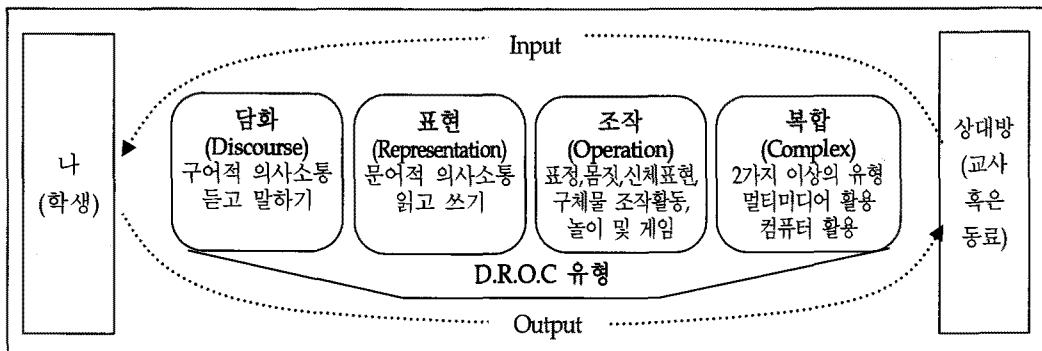 Input
나
(학생)
담화
(Discourse)
구어적 의사소통
듣고 말하기
표현
(Representation)
문어적 의사소통
읽고 쓰기
조작
(Operation)
표정,몸짓,신체표현,
구체물 조작활동,
놀이 및 게임
복합
(Complex)
2가지 이상의 유형
멀티미디어 활용
컴퓨터 활용
상대방
(교사
혹은
동료)
D.R.O.C 유형
Output